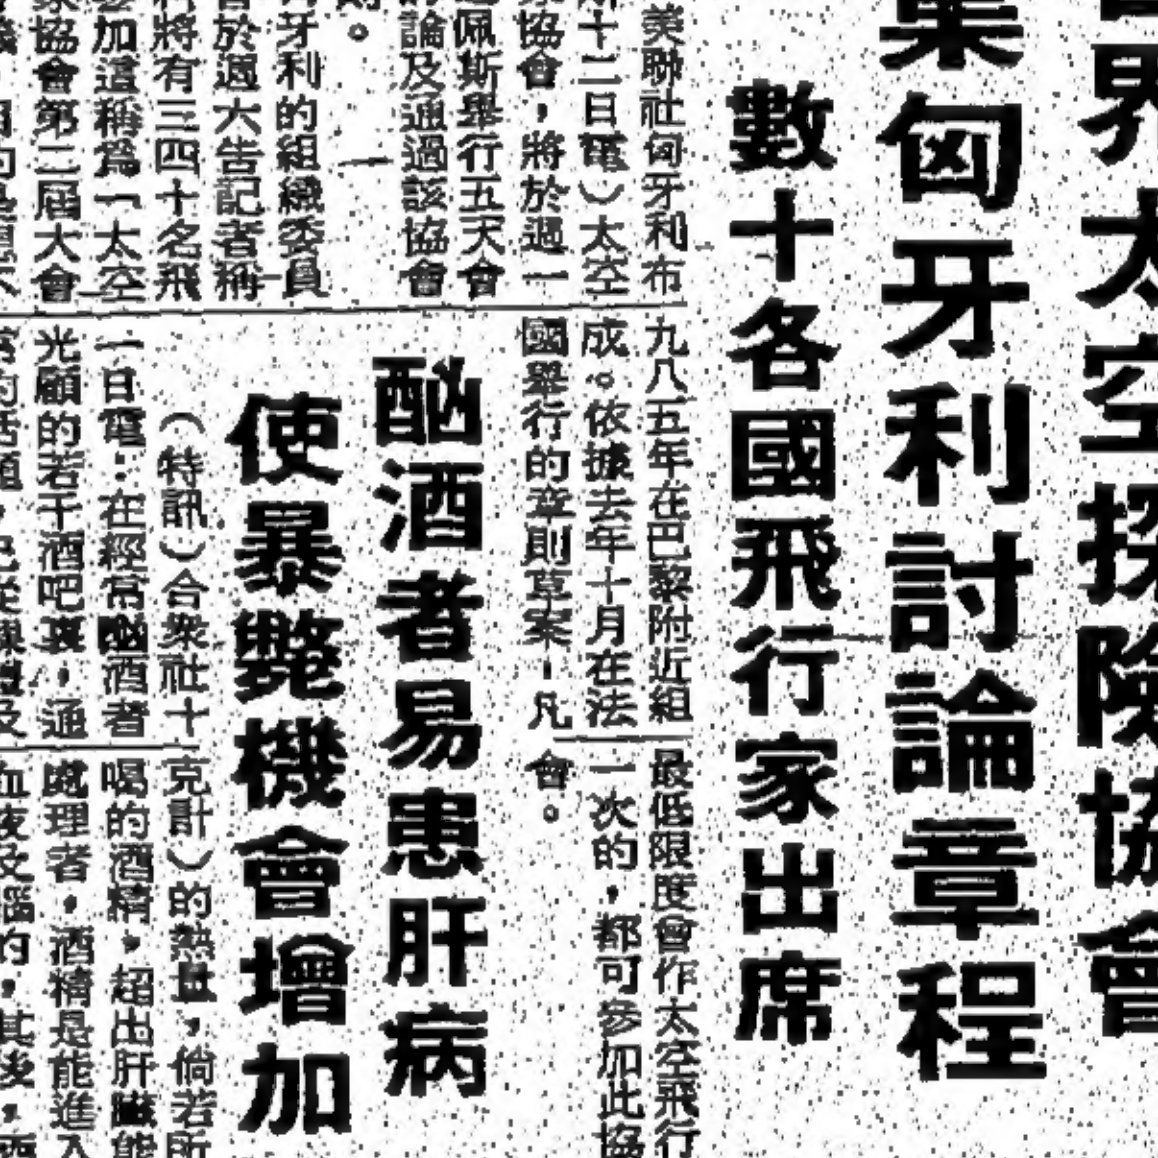 界太空探險協會
集匈牙利討論章程
數十各國飛行家出席
美聯社匈牙利布
十二日電）太空
協會，將於週一
佩斯舉行五天會
論及通過該協會
。
牙利的組織委員
於週大告記者稱
將有三四十名飛
加這稱爲「太空
協會第二屆大會
九八五年在巴黎附近組
成。依據去年十月在法
國舉行的章則草案，凡
最低限度會作太空飛行
一次的，都可參加此協
會。
酗酒者易患肝病
使暴斃機會增加
（特訊）合衆社十
一日電：在經常酗酒者
光顧的若干酒吧裏，通
克計）的熱量，倘若所
喝的酒精，超出肝臟能
處理者，酒精是能進入
血液及腦的，其後，